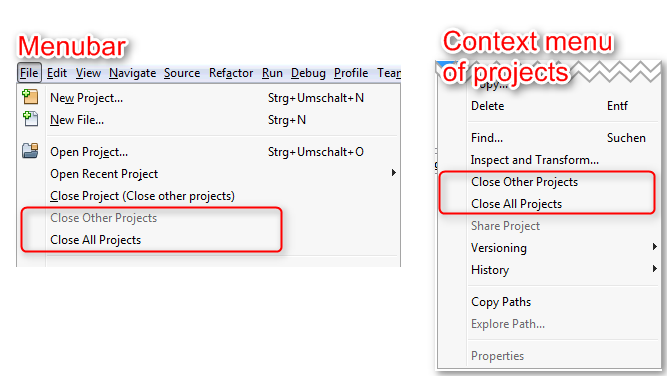 Menubar
File Edit View Navigate Source Refactor Run Debug Profile Tean
New Project... Strg+Umschalt+N
New File... Strg+N
Open Project... Strg+Umschalt+O
Open Recent Project
Close Project (Close other projects)
Close Other Projects
Close All Projects
Context menu
of projects
Copy...
Delete Entf
Find... Suchen
Inspect and Transform...
Close Other Projects
Close All Projects
Share Project
Versioning
History
Copy Paths
Explore Path...
Properties